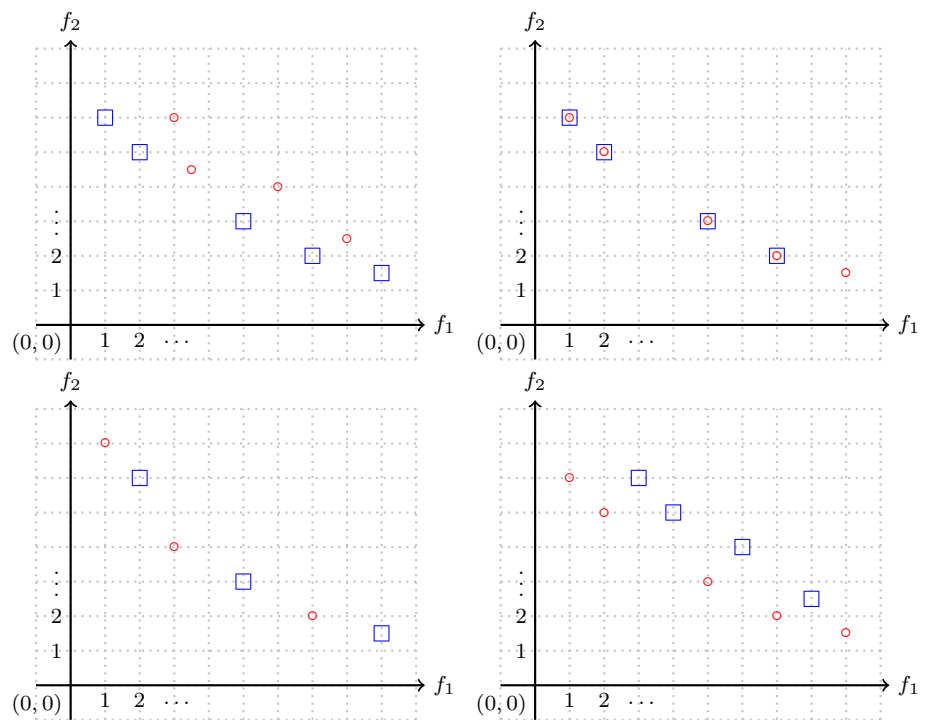 f₂
⋮
2
1
(0, 0)
1 2 ⋯
f₁
f₂
⋮
2
1
(0, 0)
1 2 ⋯
f₁
f₂
⋮
2
1
(0, 0)
1 2 ⋯
f₁
f₂
⋮
2
1
(0, 0)
1 2 ⋯
f₁